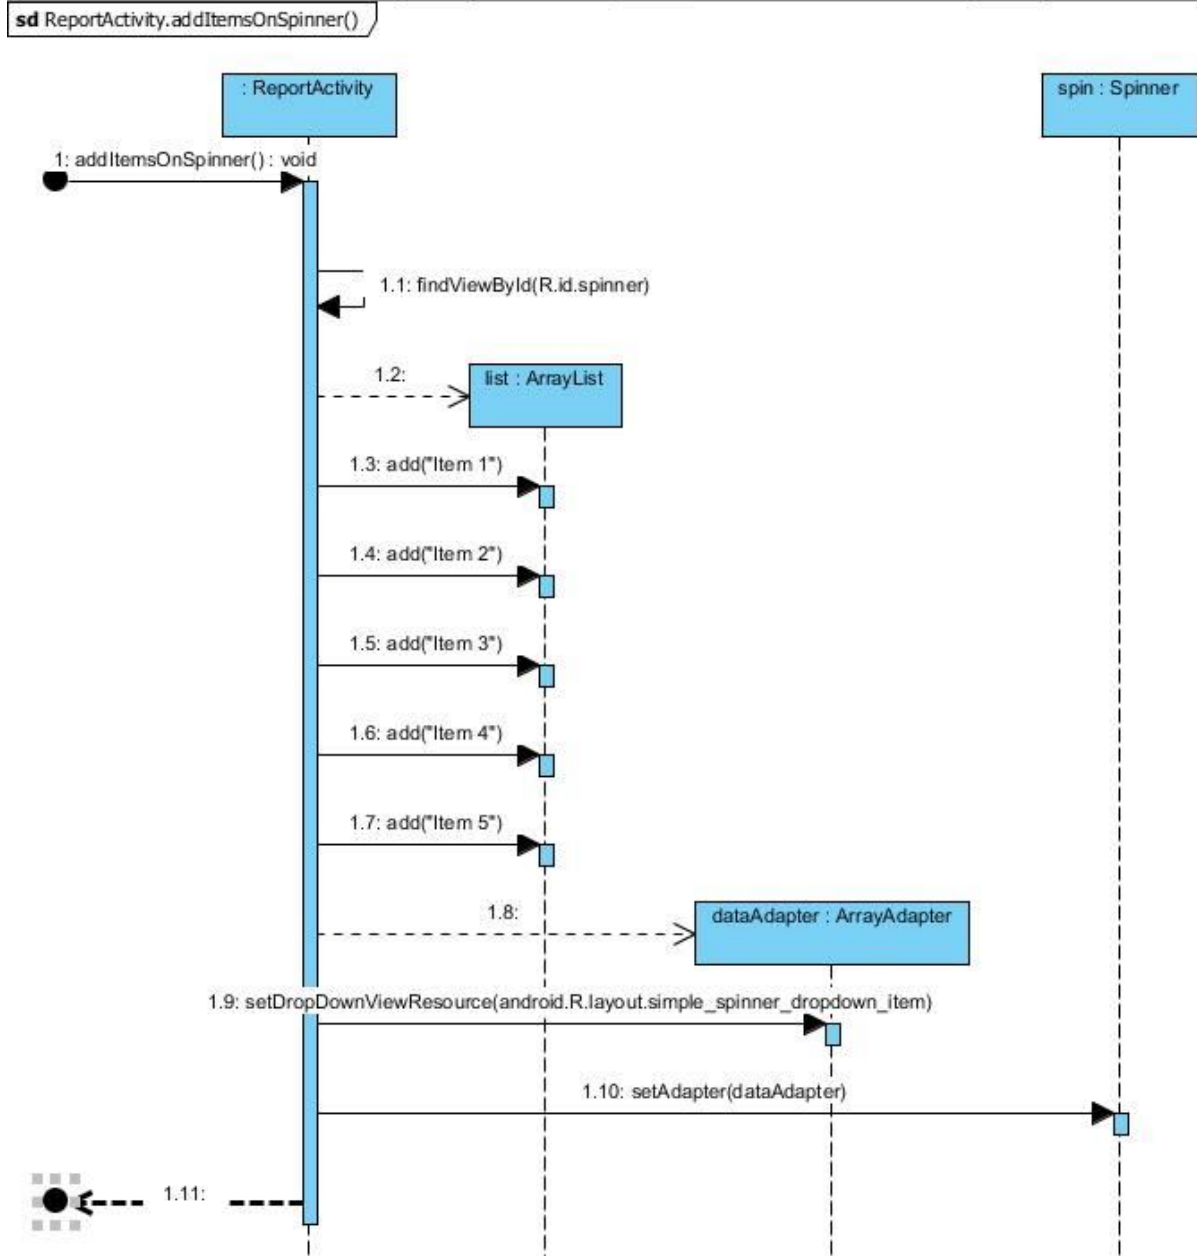 sd ReportActivity.addItemsOnSpinner()
: ReportActivity
spin : Spinner
1: addItemsOnSpinner() : void
1.1: findViewById(R.id.spinner)
1.2:
list : ArrayList
1.3: add("Item 1")
1.4: add("Item 2")
1.5: add("Item 3")
1.6: add("Item 4")
1.7: add("Item 5")
1.8:
dataAdapter : ArrayAdapter
1.9: setDropDownViewResource(android.R.layout.simple_spinner_dropdown_item)
1.10: setAdapter(dataAdapter)
1.11: